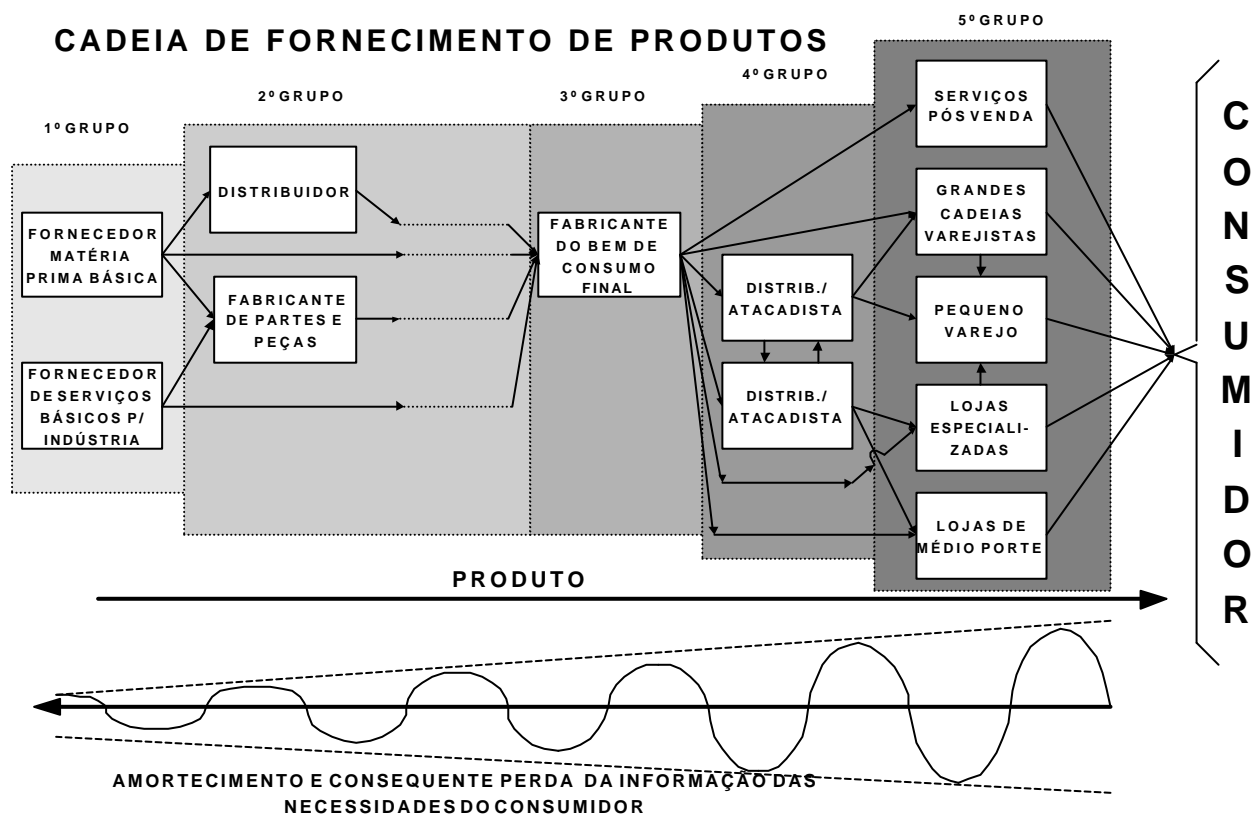 CADEIA DE FORNECIMENTO DE PRODUTOS
1º GRUPO
2º GRUPO
3º GRUPO
4º GRUPO
5º GRUPO
FORNECEDOR
MATÉRIA
PRIMA BÁSICA
FORNECEDOR
DE SERVIÇOS
BÁSICOS P/
INDÚSTRIA
DISTRIBUIDOR
FABRICANTE
DE PARTES E
PEÇAS
FABRICANTE
DO BEM DE
CONSUMO
FINAL
DISTRIB./
ATACADISTA
DISTRIB./
ATACADISTA
SERVIÇOS
PÓS VENDA
GRANDES
CADEIAS
VAREJISTAS
PEQUENO
VAREJO
LOJAS
ESPECIALI-
ZADAS
LOJAS DE
MÉDIO PORTE
CONSUMIDOR
PRODUTO
AMORTECIMENTO E CONSEQUENTE PERDA DA INFORMAÇÃO DAS
NECESSIDADES DO CONSUMIDOR